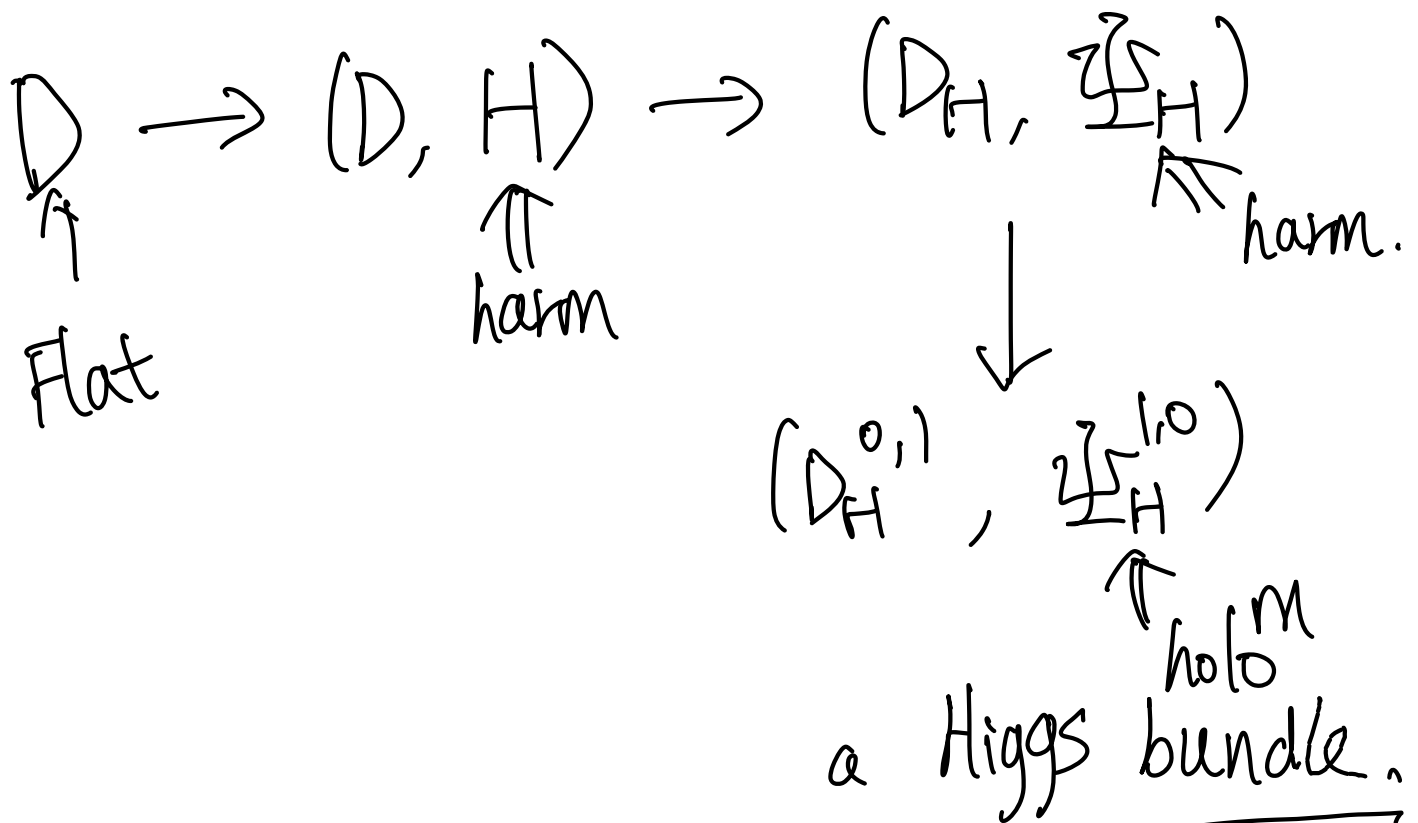 D → (D, H) → (D_H, Ψ_H)
Flat
harm
harm.
↓
(D_H^{0,1}, Ψ_H^{1,0})
holom
a Higgs bundle.